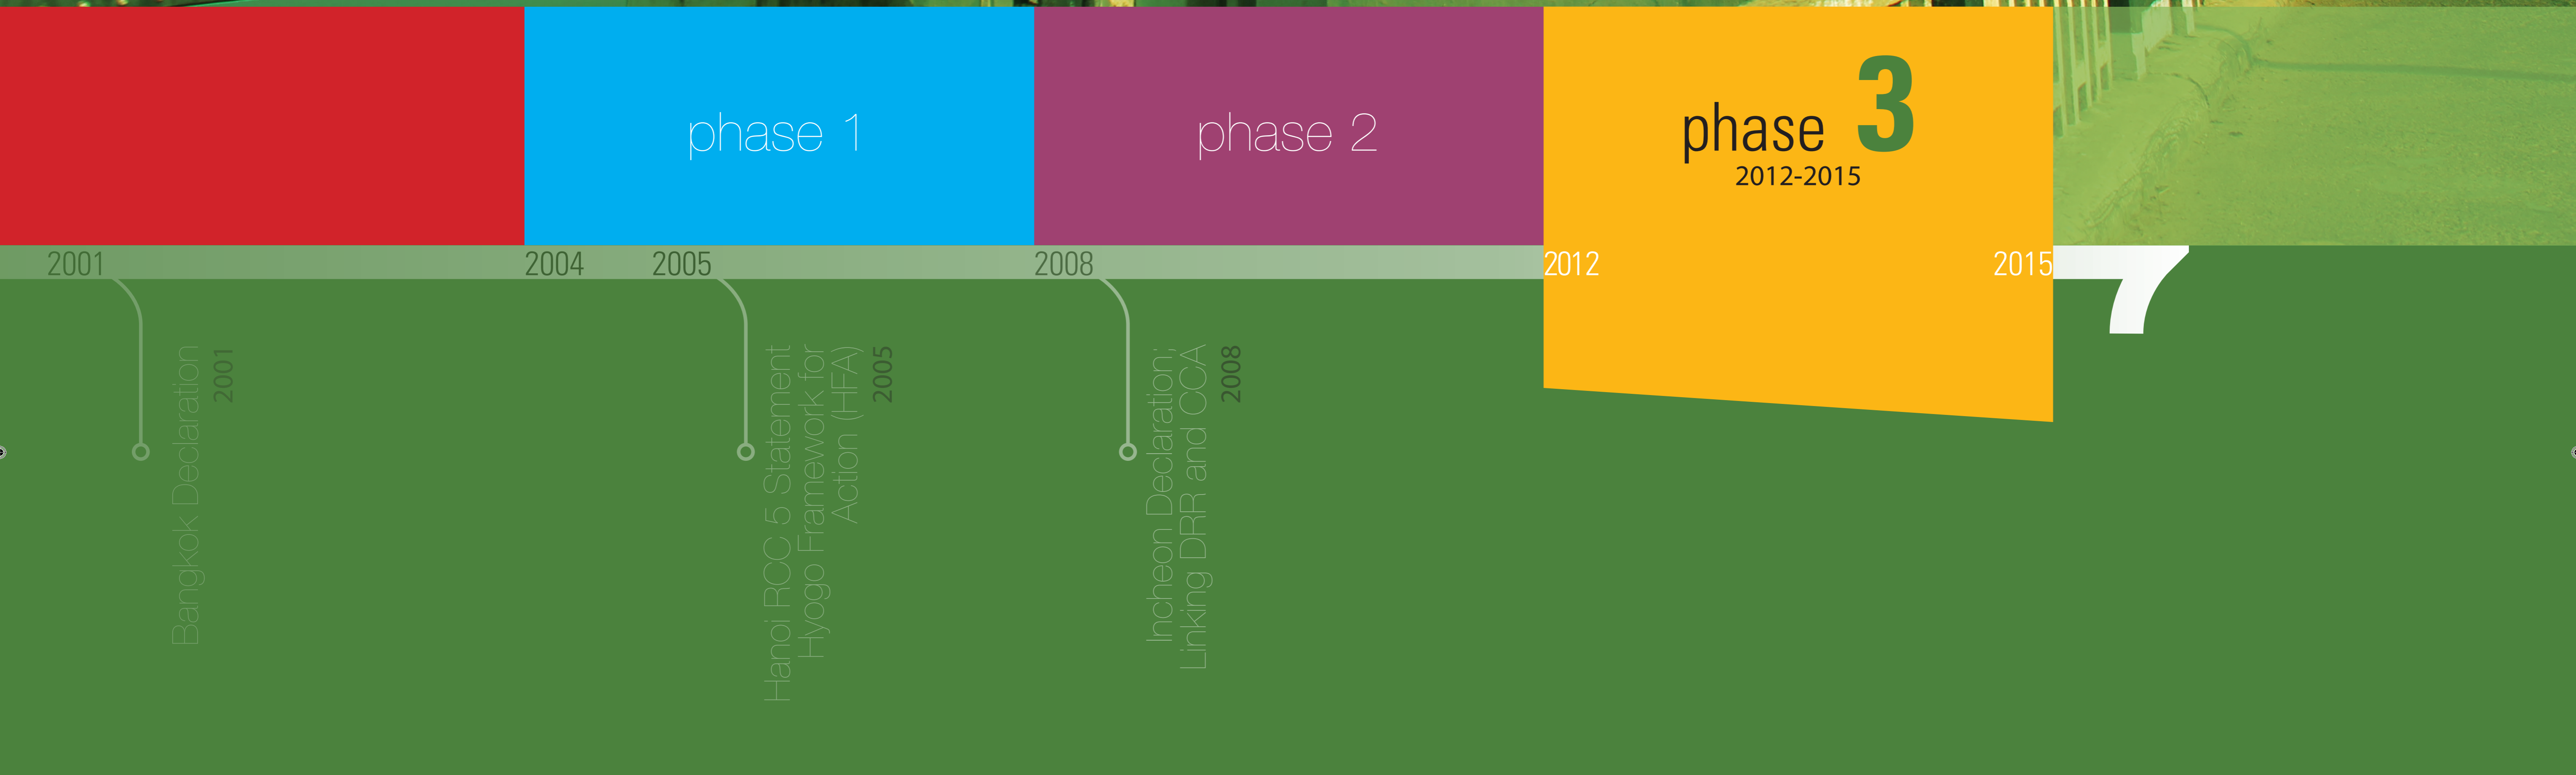 phase 1
phase 2
phase 3
2012-2015
2001
2004
2005
2008
2012
2015
Bangkok Declaration
2001
Hanoi RCC 5 Statement
Hyogo Framework for
Action (HFA)
2005
Incheon Declaration:
Linking DRR and CCA
2008